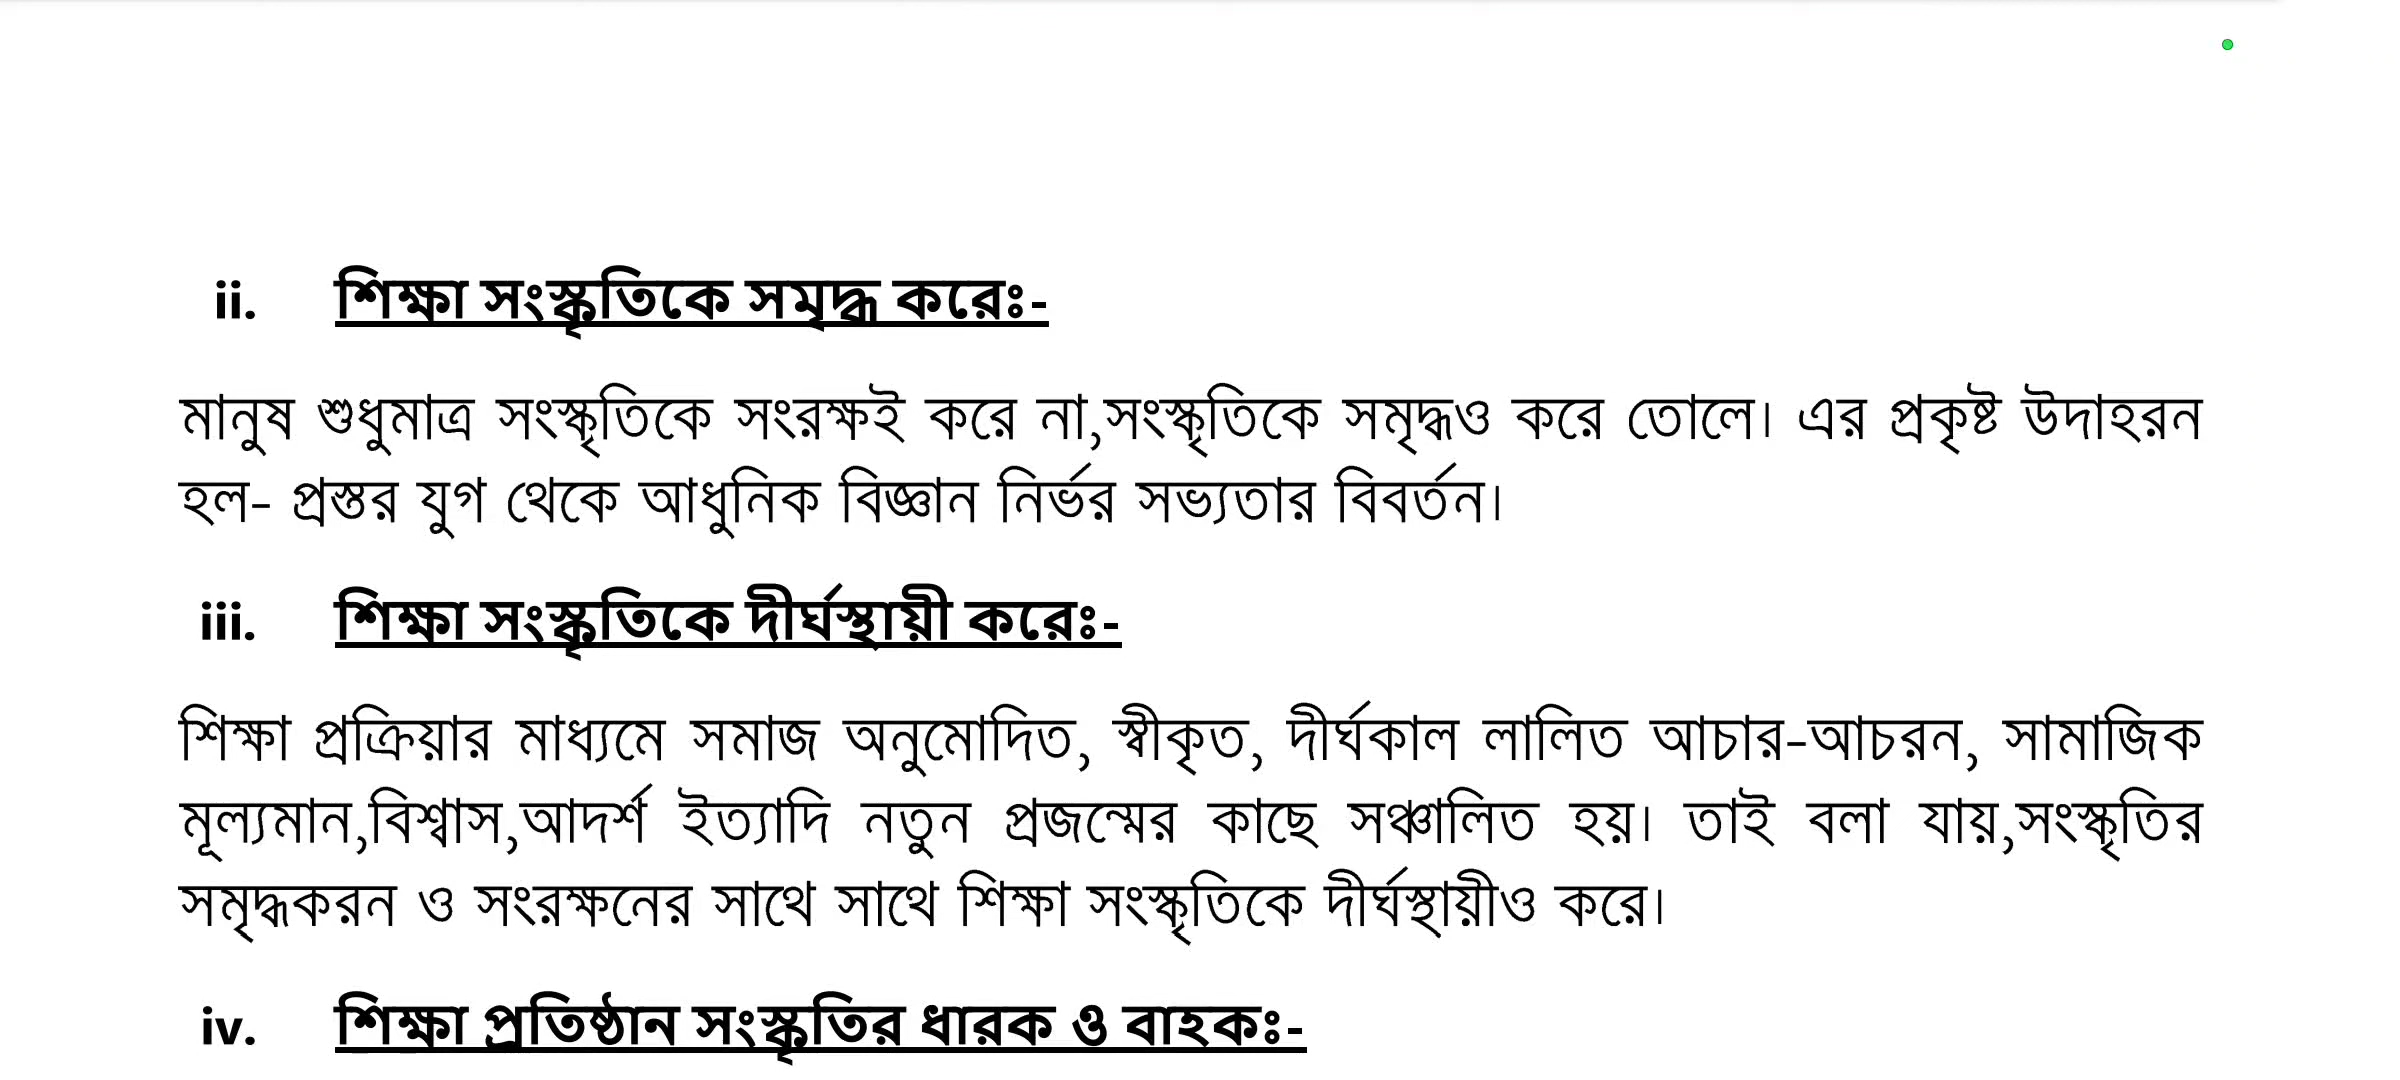 ii. শিক্ষা সংস্কৃতিকে সমৃদ্ধ করেঃ-
মানুষ শুধুমাত্র সংস্কৃতিকে সংরক্ষই করে না,সংস্কৃতিকে সমৃদ্ধও করে তোলে। এর প্রকৃষ্ট উদাহরন
হল- প্রস্তর যুগ থেকে আধুনিক বিজ্ঞান নির্ভর সভ্যতার বিবর্তন।
iii. শিক্ষা সংস্কৃতিকে দীর্ঘস্থায়ী করেঃ-
শিক্ষা প্রক্রিয়ার মাধ্যমে সমাজ অনুমোদিত, স্বীকৃত, দীর্ঘকাল লালিত আচার-আচরন, সামাজিক
মূল্যমান,বিশ্বাস,আদর্শ ইত্যাদি নতুন প্রজন্মের কাছে সঞ্চালিত হয়। তাই বলা যায়,সংস্কৃতির
সমৃদ্ধকরন ও সংরক্ষনের সাথে সাথে শিক্ষা সংস্কৃতিকে দীর্ঘস্থায়ীও করে।
iv. শিক্ষা প্রতিষ্ঠান সংস্কৃতির ধারক ও বাহকঃ-